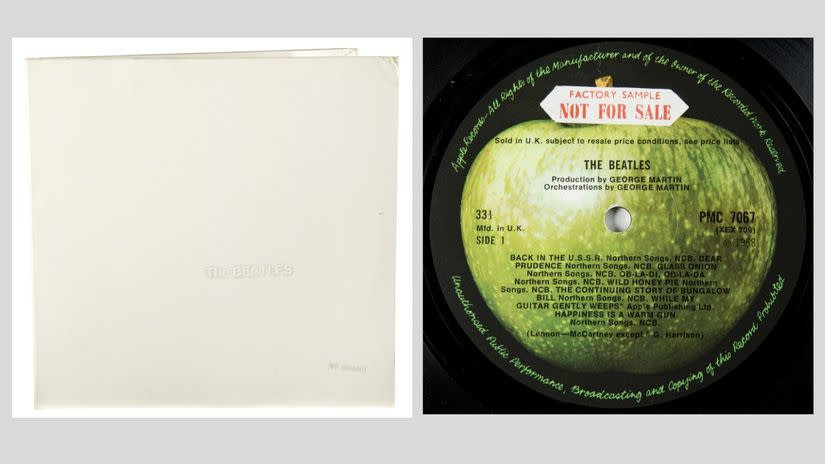 The BEATLES
No 0000001
Apple Records—All Rights of the Manufacturer and of the Owner of the Recorded Work Reserved.
FACTORY SAMPLE
NOT FOR SALE
Sold in U.K. subject to resale price conditions, see price lists
THE BEATLES
Production by GEORGE MARTIN
Orchestrations by GEORGE MARTIN
33⅓
PMC 7067
Mfd. in U.K.
(XEX 709)
SIDE 1
℗ 1968
BACK IN THE U.S.S.R. Northern Songs. NCB. DEAR
PRUDENCE Northern Songs. NCB. GLASS ONION
Northern Songs. NCB. OB-LA-DI, OB-LA-DA
Northern Songs. NCB. WILD HONEY PIE Northern
Songs. NCB. THE CONTINUING STORY OF BUNGALOW
BILL Northern Songs. NCB. WHILE MY
GUITAR GENTLY WEEPS* Apple Publishing Ltd.
HAPPINESS IS A WARM GUN
Northern Songs. NCB.
(Lennon—McCartney except * G. Harrison)
Unauthorised Public Performance, Broadcasting and Copying of this Record Prohibited